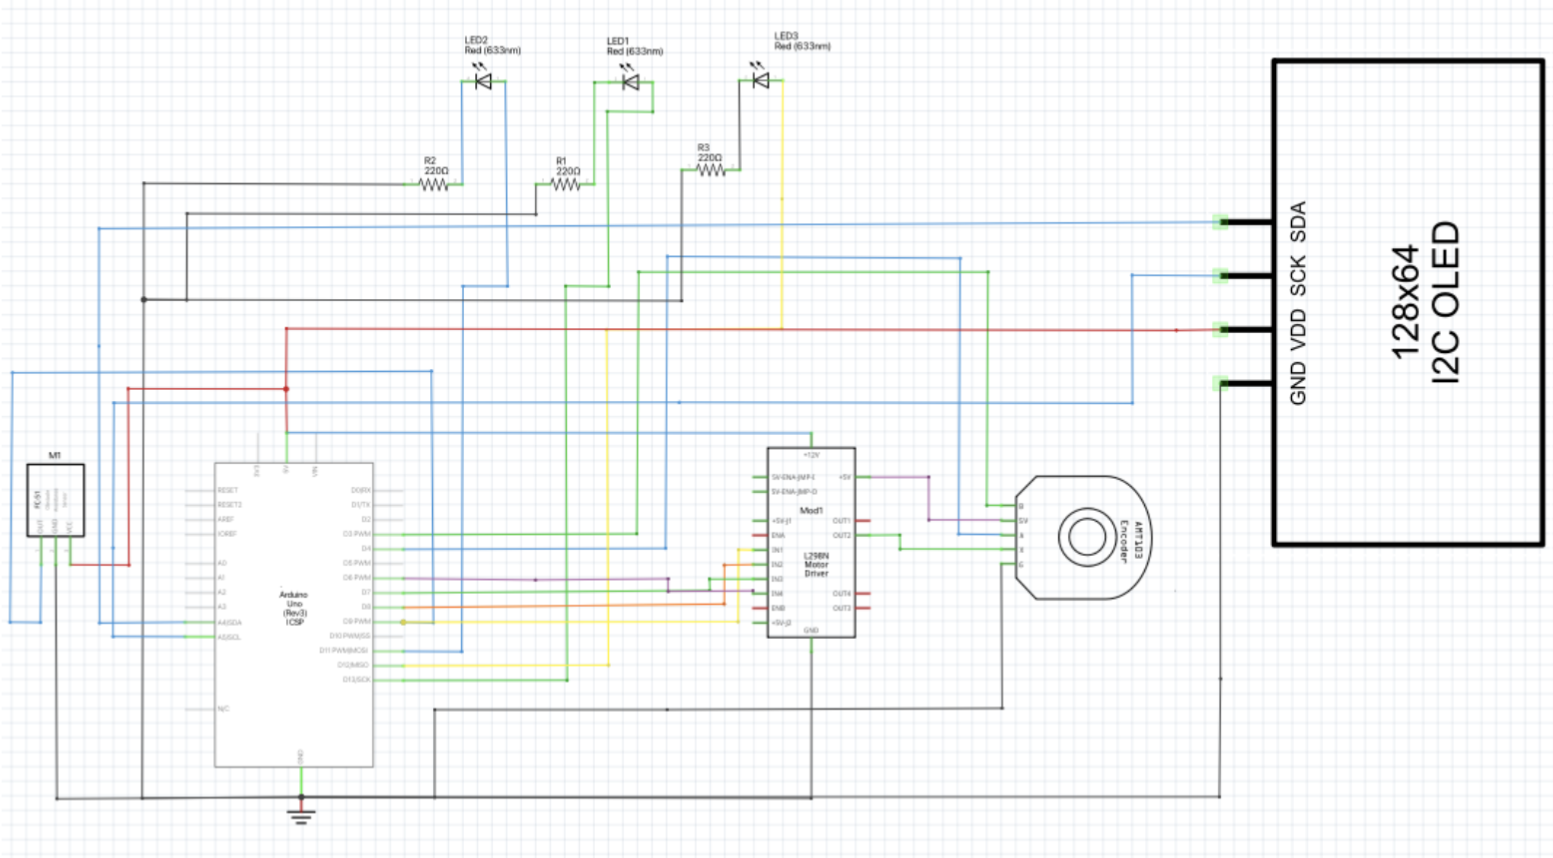 LED2
Red (633nm)
LED1
Red (633nm)
LED3
Red (633nm)
R2
220Ω
R1
220Ω
R3
220Ω
SDA
SCK
VDD
GND
128x64
I2C OLED
M1
OUT
GND
VCC
3V3
5V
VIN
RESET
RESET2
AREF
IOREF
A0
A1
A2
A3
A4/SDA
A5/SCL
N/C
D0/RX
D1/TX
D2
D3 PWM
D4
D5 PWM
D6 PWM
D7
D8
D9 PWM
D10 PWM/SS
D11 PWM/MOSI
D12/MISO
D13/SCK
Arduino
Uno
(Rev3)
ICSP
GND
+12V
5V-ENA-JMP-I
5V-ENA-JMP-O
+5V-J1
ENA
IN1
IN2
IN3
IN4
ENB
+5V-J2
+5V
OUT1
OUT2
OUT4
OUT3
GND
Mod1
L298N
Motor
Driver
B
5V
A
X
G
AMT103
Encoder